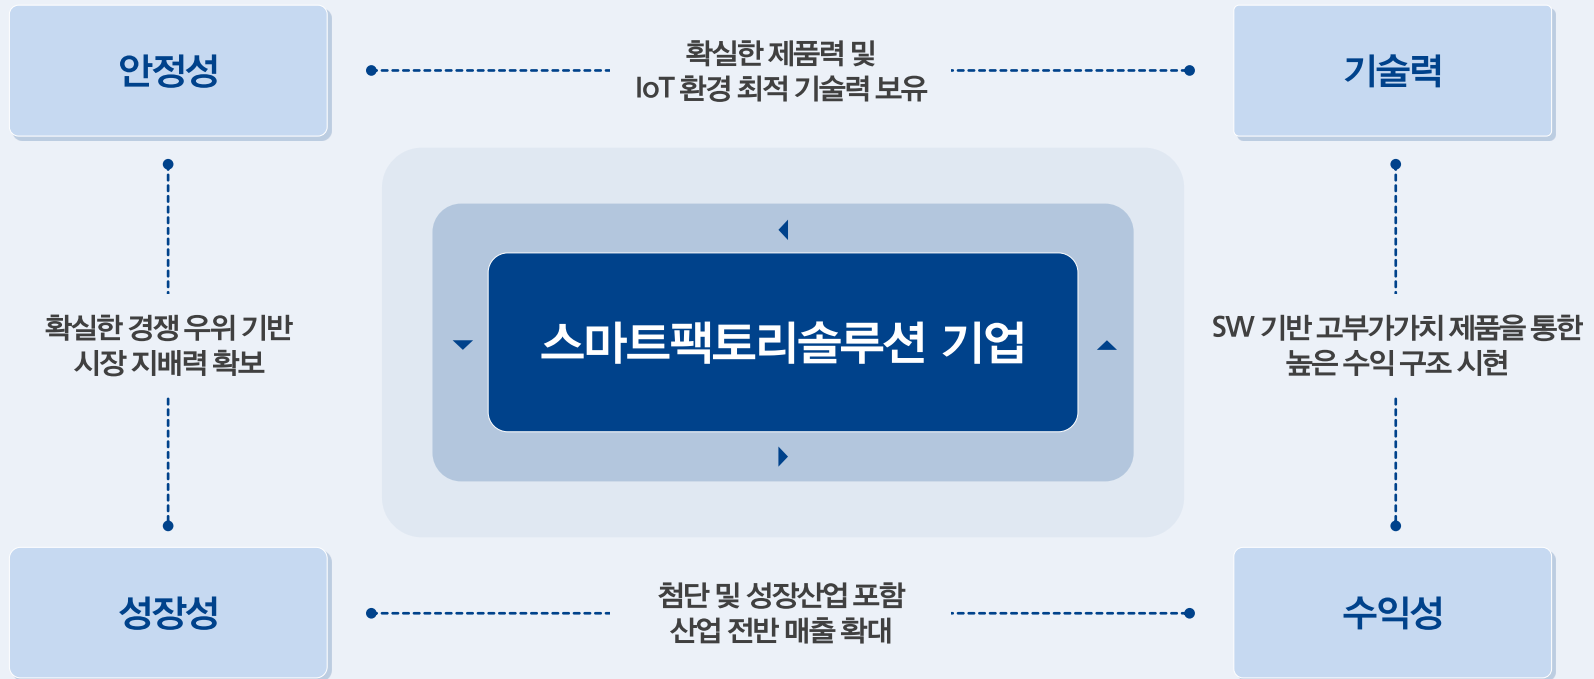 안정성
확실한 제품력 및
IoT 환경 최적 기술력 보유
기술력
확실한 경쟁 우위 기반
시장 지배력 확보
스마트팩토리솔루션 기업
SW 기반 고부가가치 제품을 통한
높은 수익 구조 시현
성장성
첨단 및 성장산업 포함
산업 전반 매출 확대
수익성